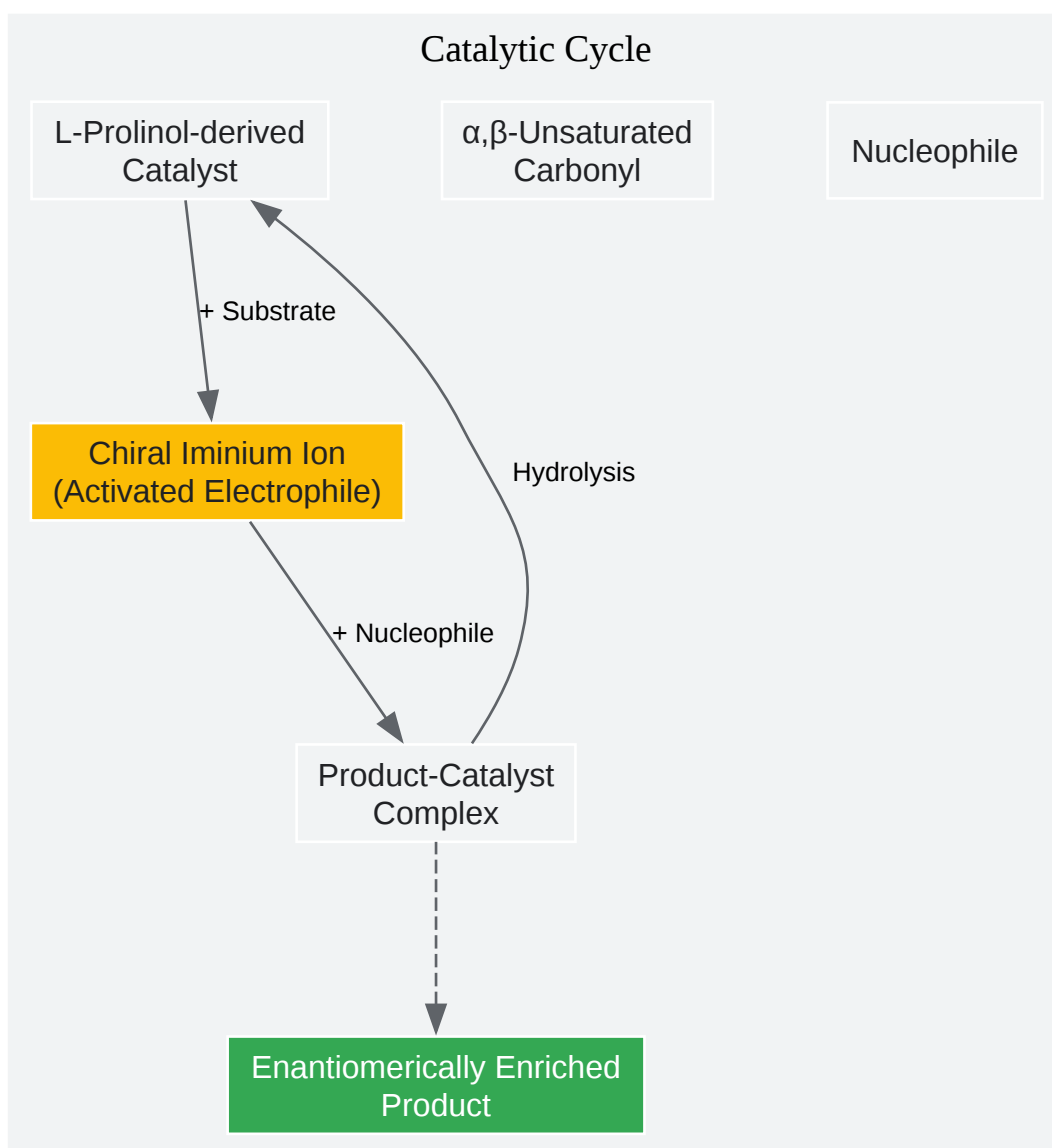 Catalytic Cycle
L-Prolinol-derived
Catalyst
α,β-Unsaturated
Carbonyl
Nucleophile
+ Substrate
Chiral Iminium Ion
(Activated Electrophile)
Hydrolysis
+ Nucleophile
Product-Catalyst
Complex
Enantiomerically Enriched
Product